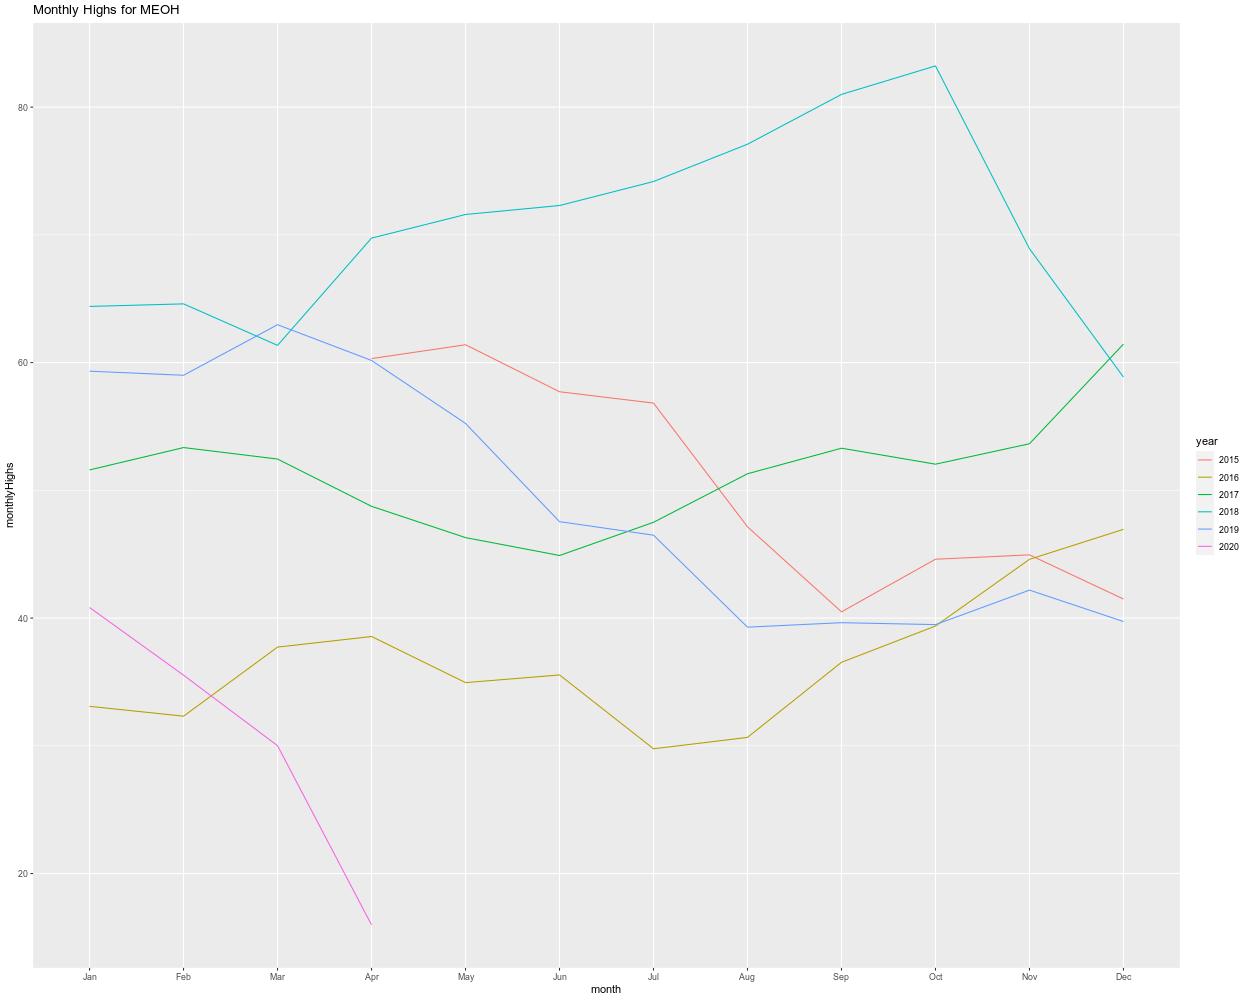 Monthly Highs for MEOH
monthlyHighs
80
60
40
20
Jan Feb Mar Apr May Jun Jul Aug Sep Oct Nov Dec
month
year
2015
2016
2017
2018
2019
2020